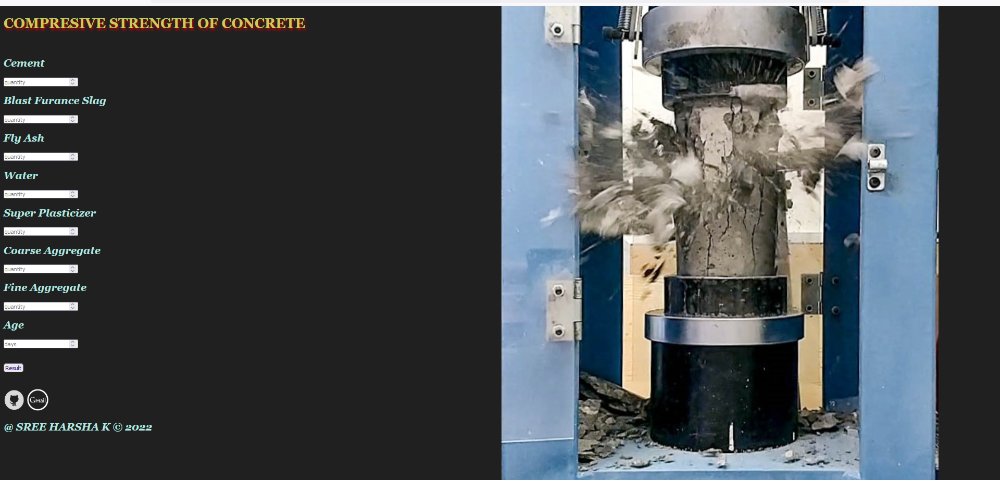 COMPRESIVE STRENGTH OF CONCRETE
Cement
quantity
Blast Furance Slag
quantity
Fly Ash
quantity
Water
quantity
Super Plasticizer
quantity
Coarse Aggregate
quantity
Fine Aggregate
quantity
Age
days
Result
Gmail
@ SREE HARSHA K © 2022